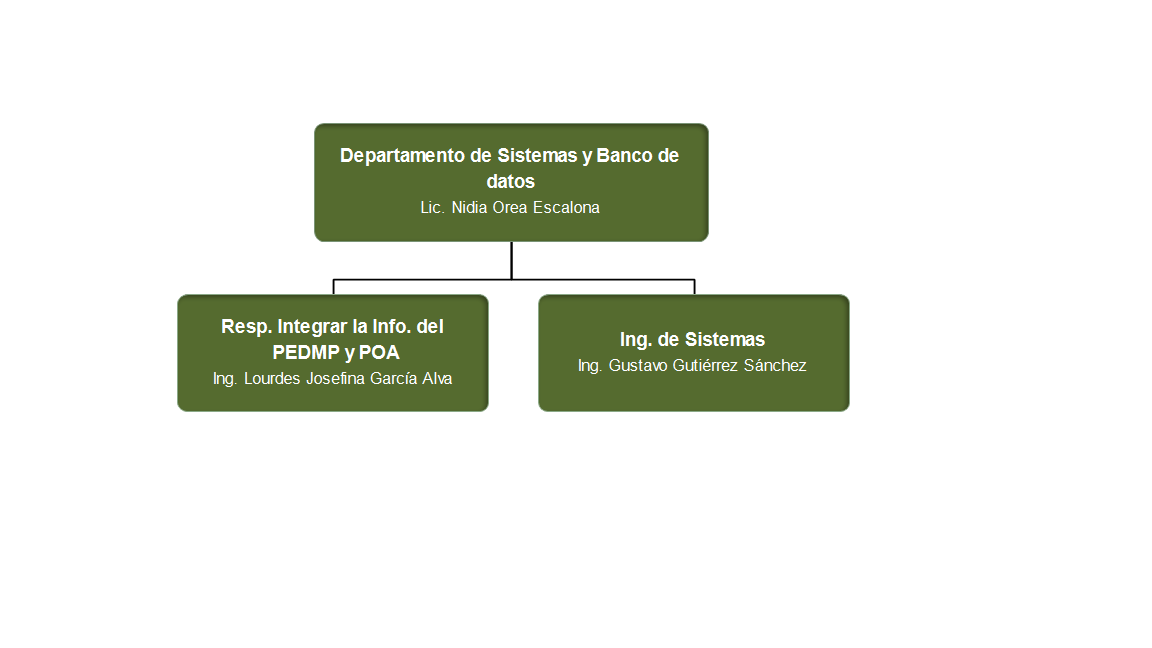 Departamento de Sistemas y Banco de
datos
Lic. Nidia Orea Escalona
Resp. Integrar la Info. del
PEDMP y POA
Ing. Lourdes Josefina García Alva
Ing. de Sistemas
Ing. Gustavo Gutiérrez Sánchez